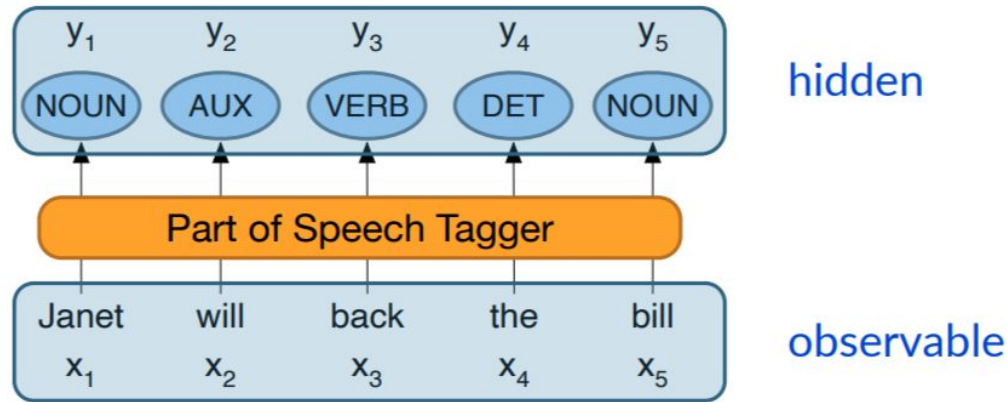 y₁ y₂ y₃ y₄ y₅
NOUN AUX VERB DET NOUN
hidden
Part of Speech Tagger
Janet will back the bill
x₁ x₂ x₃ x₄ x₅
observable